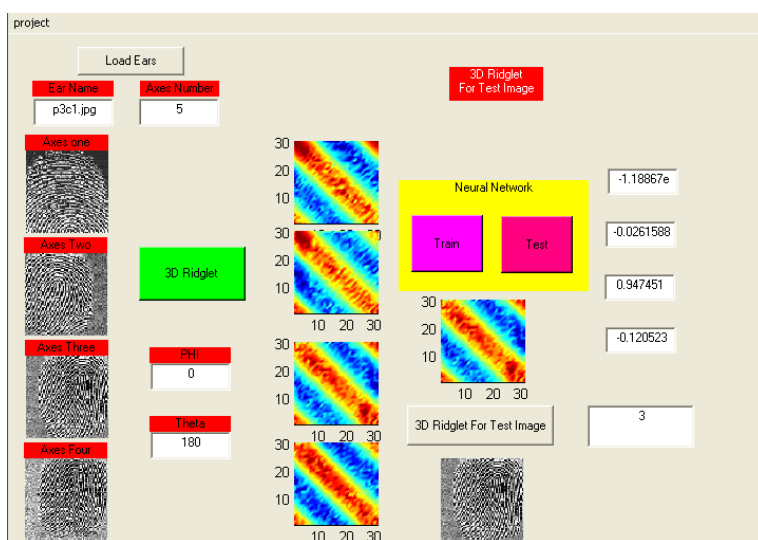 project
Load Ears
3D Ridglet
For Test Image
Ear Name
Axes Number
p3c1.jpg
5
Axes one
30
20
10
Neural Network
-1.18867e
Train
Test
-0.0261588
Axes Two
3D Ridglet
30
20
10
10 20 30
0.947451
30
20
10
10 20 30
-0.120523
Axes Three
PHI
0
30
20
10
10 20 30
Theta
180
3D Ridglet For Test Image
3
Axes Four
30
20
10
10 20 30